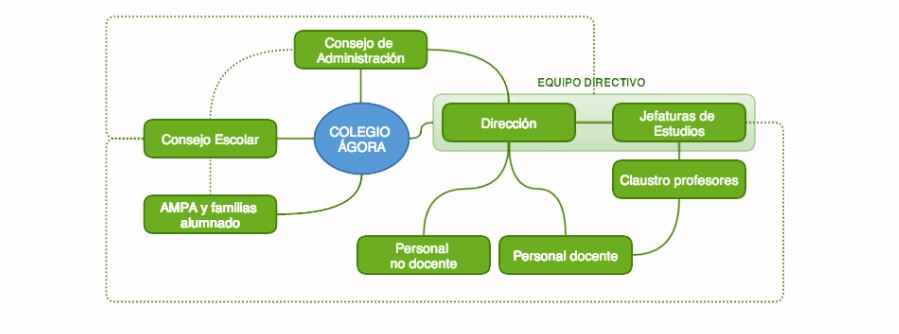 Consejo de
Administración
EQUIPO DIRECTIVO
Consejo Escolar
COLEGIO
ÁGORA
Dirección
Jefaturas de
Estudios
Claustro profesores
AMPA y familias
alumnado
Personal
no docente
Personal docente